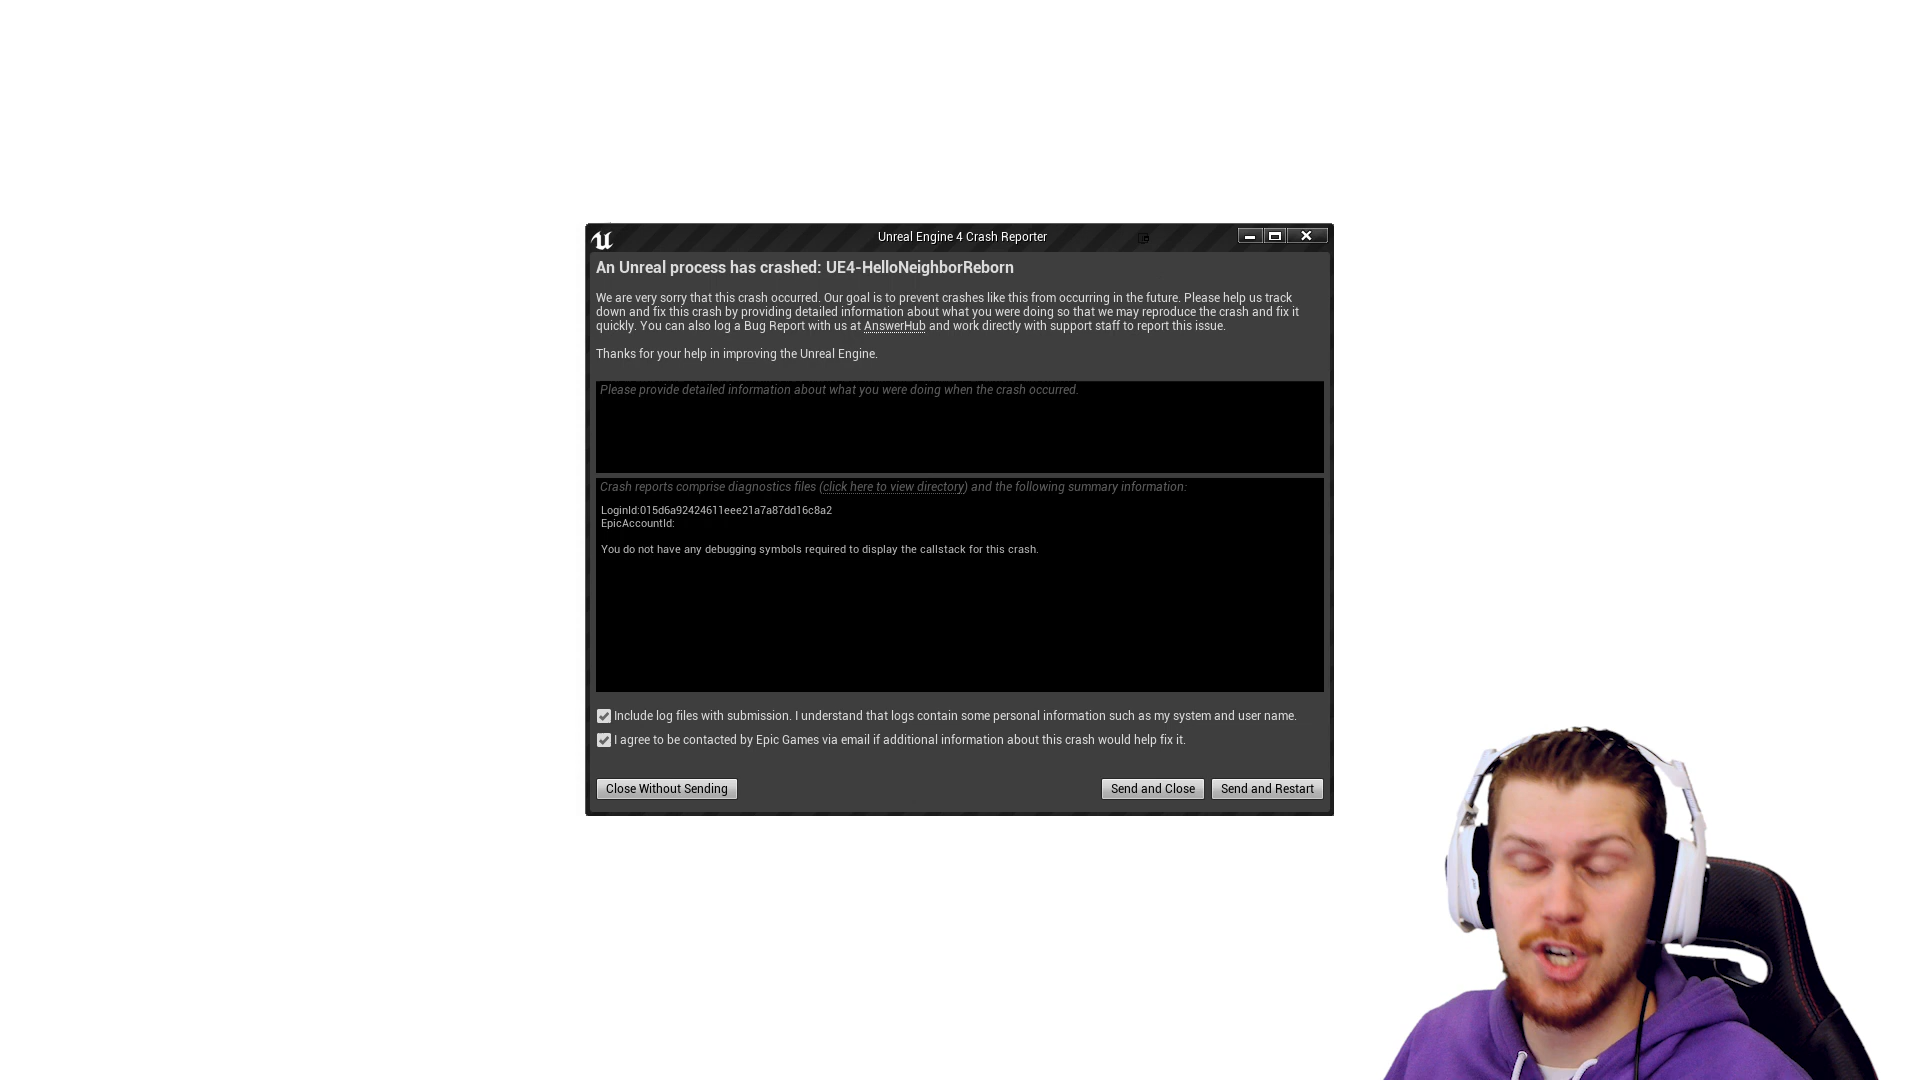 Unreal Engine 4 Crash Reporter
An Unreal process has crashed: UE4-HelloNeighborReborn
We are very sorry that this crash occurred. Our goal is to prevent crashes like this from occurring in the future. Please help us track
down and fix this crash by providing detailed information about what you were doing so that we may reproduce the crash and fix it
quickly. You can also log a Bug Report with us at AnswerHub and work directly with support staff to report this issue.
Thanks for your help in improving the Unreal Engine.
Please provide detailed information about what you were doing when the crash occurred.
Crash reports comprise diagnostics files (click here to view directory) and the following summary information:
LoginId:015d6a92424611eee21a7a87dd16c8a2
EpicAccountId:
You do not have any debugging symbols required to display the callstack for this crash.
Include log files with submission. I understand that logs contain some personal information such as my system and user name.
I agree to be contacted by Epic Games via email if additional information about this crash would help fix it.
Close Without Sending
Send and Close
Send and Restart